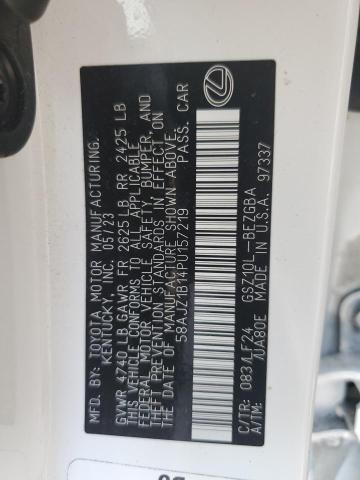 MFD. BY: TOYOTA MOTOR MANUFACTURING,
KENTUCKY, INC. 05/23
GVWR 4740 LB GAWR FR 2625 LB RR 2425 LB
THIS VEHICLE CONFORMS TO ALL APPLICABLE
FEDERAL MOTOR VEHICLE SAFETY, BUMPER, AND
THEFT PREVENTION STANDARDS IN EFFECT ON
THE DATE OF MANUFACTURE SHOWN ABOVE.
58AJZ1B14PU157219 PASS. CAR
C/TR: 083/LF24 GSZ10L-BEZGBA
A/TM: /UA80E MADE IN U.S.A. 97337